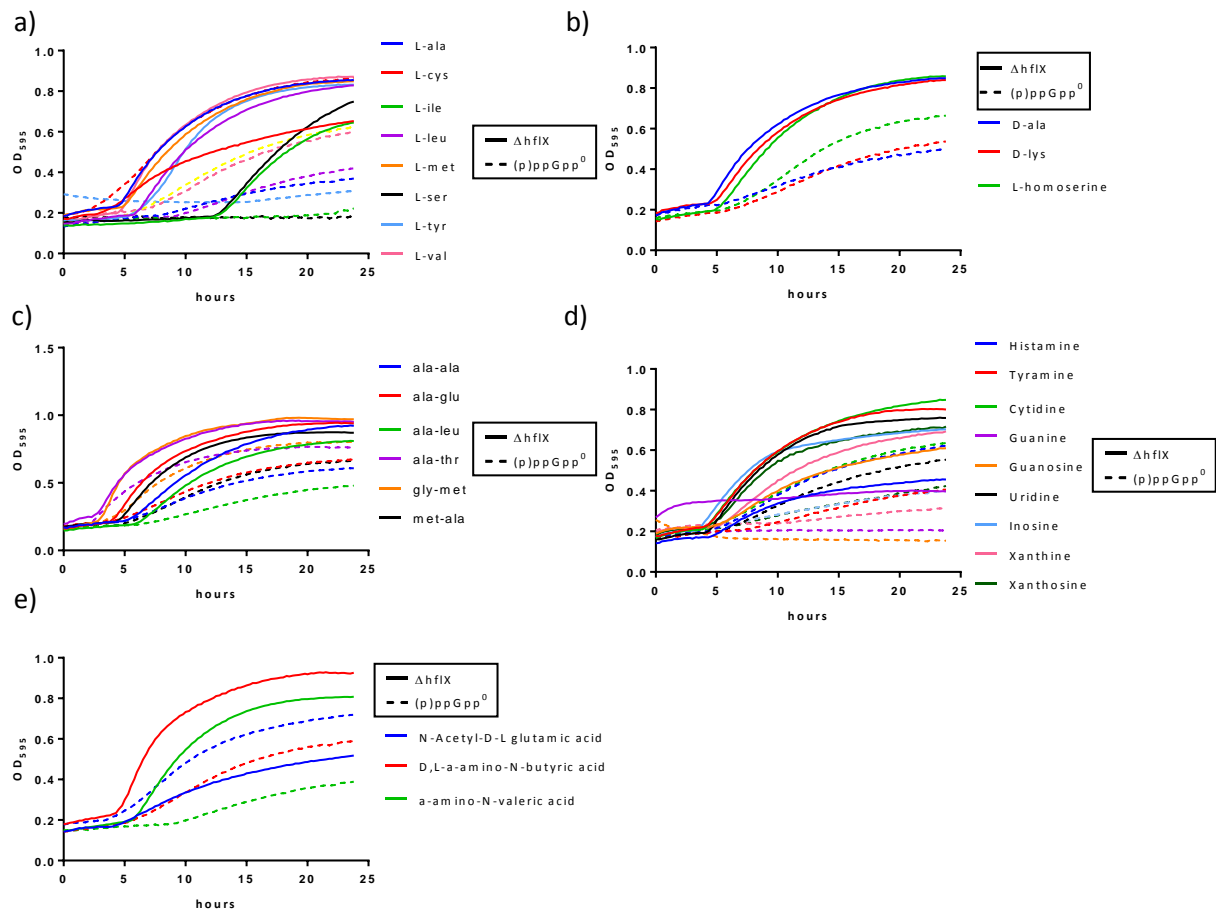 a)
1.0
0.8
0.6
0.4
0.2
0.0
OD595
0 5 10 15 20 25
hours
L-ala
L-cys
L-ile
L-leu
L-met
L-ser
L-tyr
L-val
ΔhflX
(p)ppGpp0
b)
1.0
0.8
0.6
0.4
0.2
0.0
OD595
0 5 10 15 20 25
hours
ΔhflX
(p)ppGpp0
D-ala
D-lys
L-homoserine
c)
1.5
1.0
0.5
0.0
OD595
0 5 10 15 20 25
hours
ala-ala
ala-glu
ala-leu
ala-thr
gly-met
met-ala
ΔhflX
(p)ppGpp0
d)
1.0
0.8
0.6
0.4
0.2
0.0
OD595
0 5 10 15 20 25
hours
Histamine
Tyramine
Cytidine
Guanine
Guanosine
Uridine
Inosine
Xanthine
Xanthosine
ΔhflX
(p)ppGpp0
e)
1.0
0.8
0.6
0.4
0.2
0.0
OD595
0 5 10 15 20 25
hours
ΔhflX
(p)ppGpp0
N-Acetyl-D-L glutamic acid
D,L-a-amino-N-butyric acid
a-amino-N-valeric acid